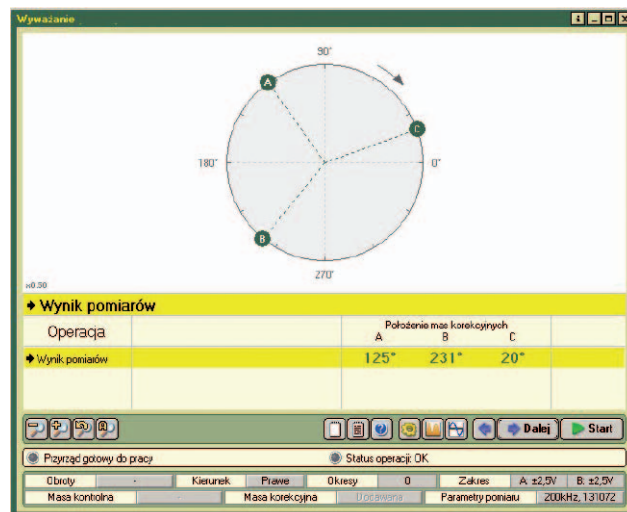 Wyważanie
90°
A
C
180°
0°
B
270°
x0.50
Wynik pomiarów
Operacja
Położenie mas korekcyjnych
A B C
Wynik pomiarów 125° 231° 20°
Dalej Start
Przyrząd gotowy do pracy Status operacji: OK
Obroty - Kierunek Prawe Okresy 0 Zakres A: ±2,5V B: ±2,5V
Masa kontrolna - Masa korekcyjna Usuwana Parametry pomiaru 200kHz, 131072